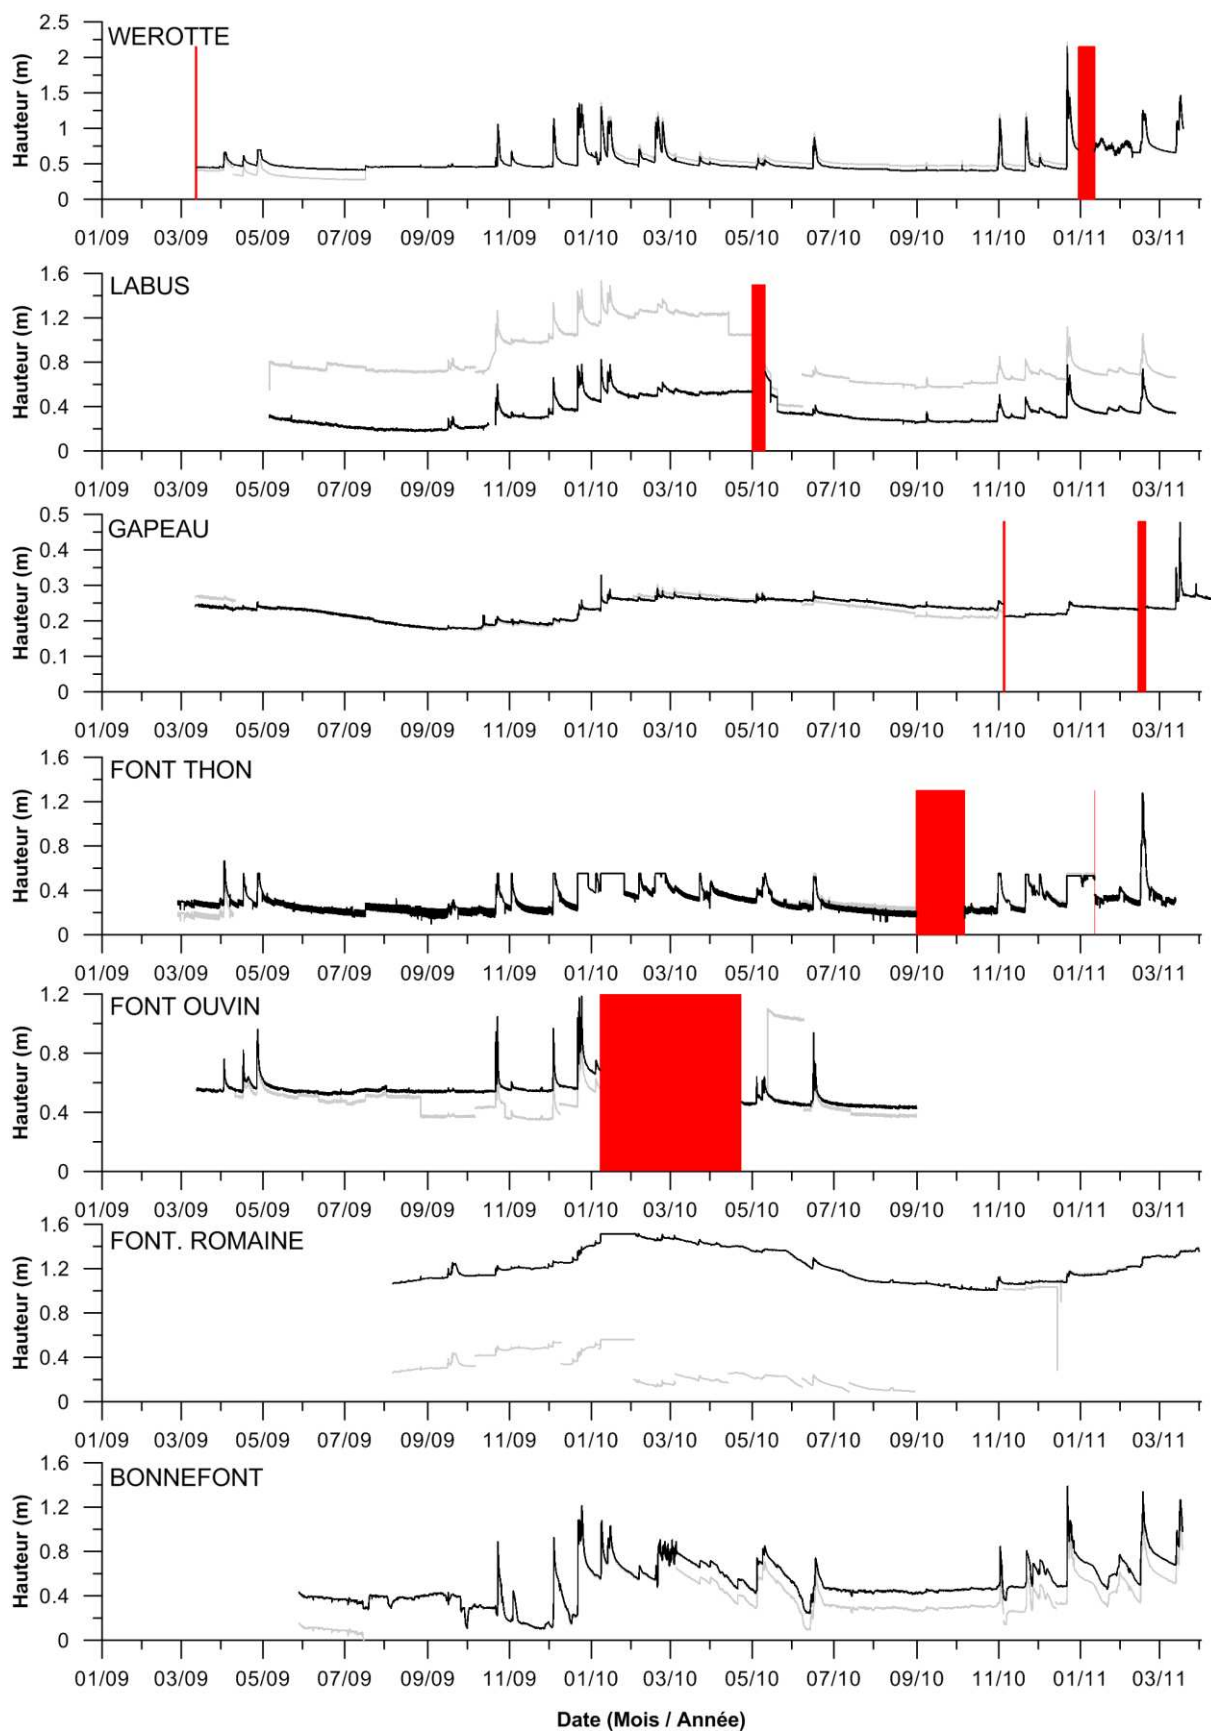 WEROTTE
Hauteur (m)
2.5
2
1.5
1
0.5
0
01/09 03/09 05/09 07/09 09/09 11/09 01/10 03/10 05/10 07/10 09/10 11/10 01/11 03/11
LABUS
Hauteur (m)
1.6
1.2
0.8
0.4
0
01/09 03/09 05/09 07/09 09/09 11/09 01/10 03/10 05/10 07/10 09/10 11/10 01/11 03/11
GAPEAU
Hauteur (m)
0.5
0.4
0.3
0.2
0.1
0
01/09 03/09 05/09 07/09 09/09 11/09 01/10 03/10 05/10 07/10 09/10 11/10 01/11 03/11
FONT THON
Hauteur (m)
1.6
1.2
0.8
0.4
0
01/09 03/09 05/09 07/09 09/09 11/09 01/10 03/10 05/10 07/10 09/10 11/10 01/11 03/11
FONT OUVIN
Hauteur (m)
1.2
0.8
0.4
0
01/09 03/09 05/09 07/09 09/09 11/09 01/10 03/10 05/10 07/10 09/10 11/10 01/11 03/11
FONT. ROMAINE
Hauteur (m)
1.6
1.2
0.8
0.4
0
01/09 03/09 05/09 07/09 09/09 11/09 01/10 03/10 05/10 07/10 09/10 11/10 01/11 03/11
BONNEFONT
Hauteur (m)
1.6
1.2
0.8
0.4
0
01/09 03/09 05/09 07/09 09/09 11/09 01/10 03/10 05/10 07/10 09/10 11/10 01/11 03/11
Date (Mois / Année)